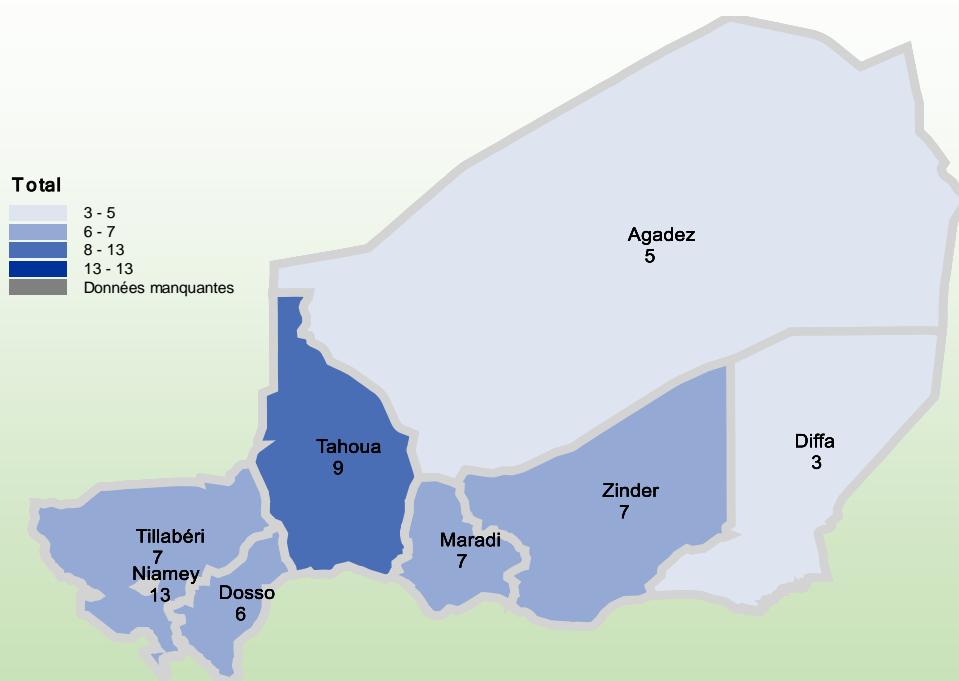 Total
3 - 5
6 - 7
8 - 13
13 - 13
Données manquantes
Agadez
5
Diffa
3
Tahoua
9
Zinder
7
Maradi
7
Tillabéri
7
Niamey
13
Dosso
6